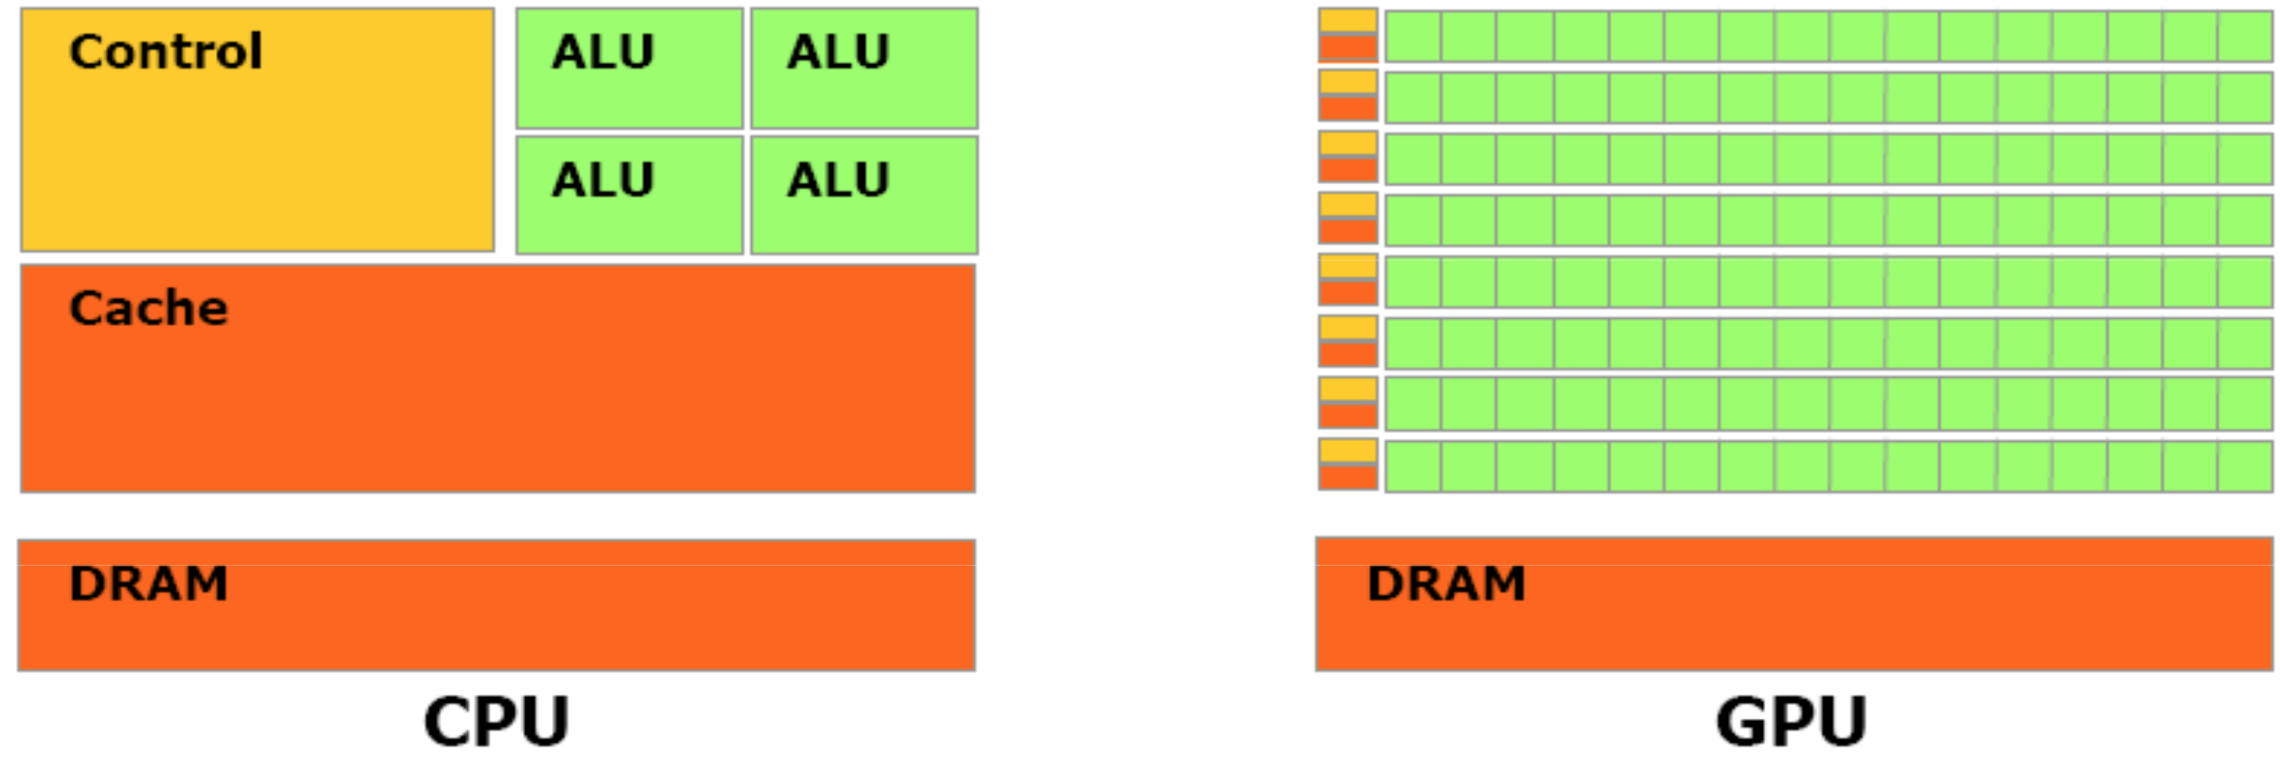 Control
ALU ALU
ALU ALU
Cache
DRAM
CPU
DRAM
GPU